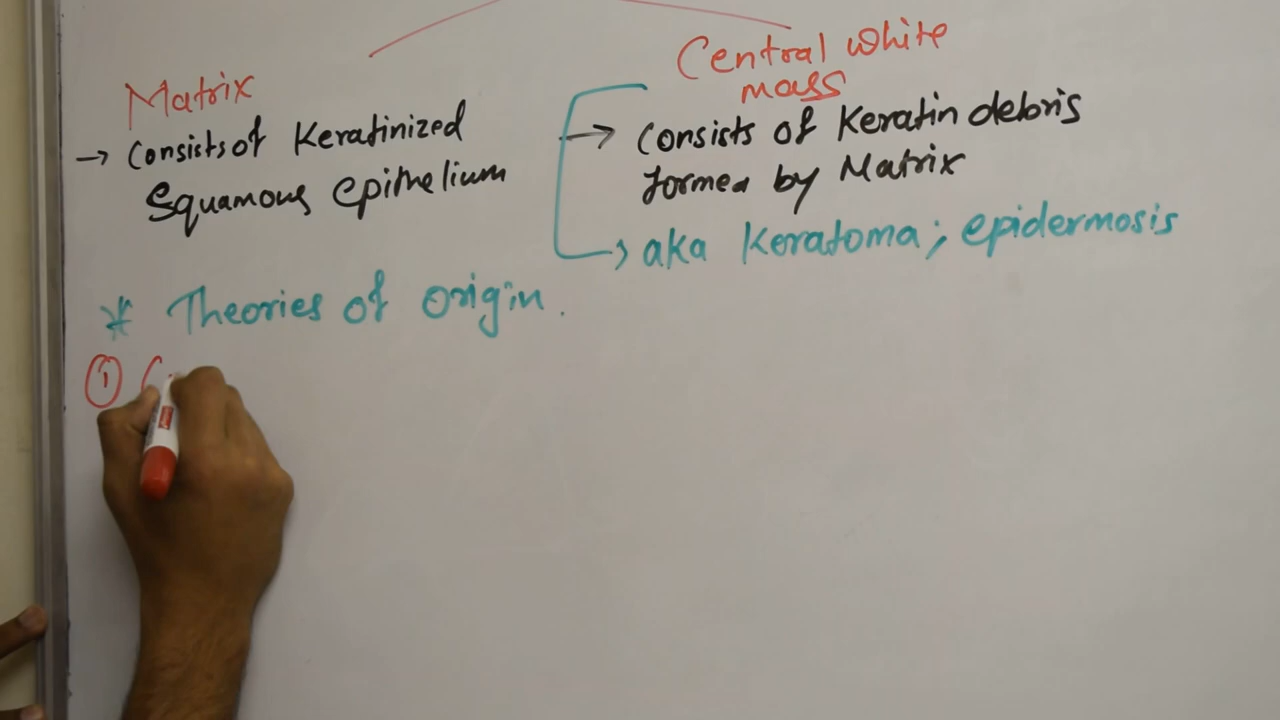 Matrix
→ Consists of Keratinized
Squamous epithelium
Central white
mass
→ Consists of Keratin debris
formed by Matrix
→ aka Keratoma; epidermosis
* Theories of origin.
① C